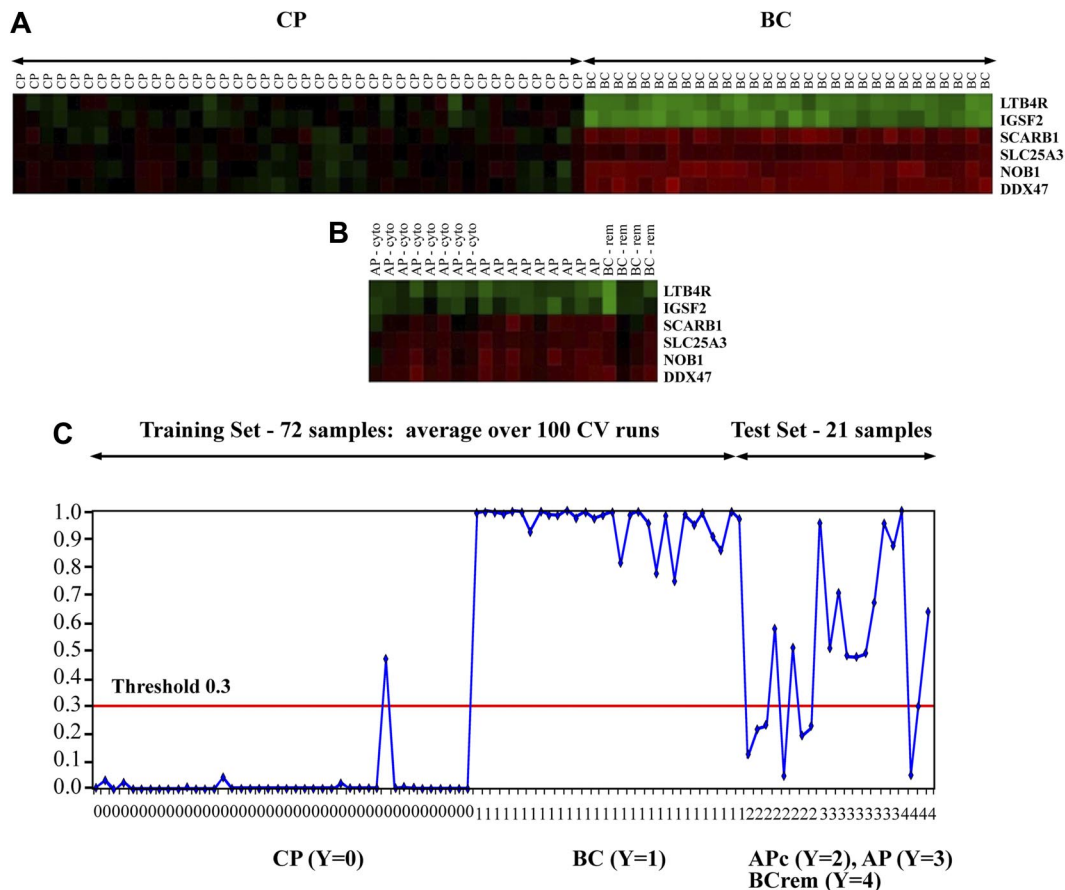 A
CP BC
CP CP CP CP CP CP CP CP CP CP CP CP CP CP CP CP CP CP CP CP CP CP CP CP CP CP CP CP CP CP CP CP CP CP CP CP CP CP CP CP CP CP BC BC BC BC BC BC BC BC BC BC BC BC BC BC BC BC BC BC BC BC BC BC BC BC BC BC BC BC BC BC
LTB4R
IGSF2
SCARB1
SLC25A3
NOB1
DDX47
B
AP - cyto AP - cyto AP - cyto AP - cyto AP - cyto AP - cyto AP - cyto AP - cyto AP AP AP AP AP AP AP AP AP BC - rem BC - rem BC - rem BC - rem
LTB4R
IGSF2
SCARB1
SLC25A3
NOB1
DDX47
C
Training Set - 72 samples: average over 100 CV runs Test Set - 21 samples
1.0
0.9
0.8
0.7
0.6
0.5
0.4
Threshold 0.3
0.3
0.2
0.1
0.0
000000000000000000000000000000000000000000111111111111111111111111111111222222223333333334444
CP (Y=0) BC (Y=1) APc (Y=2), AP (Y=3)
BCrem (Y=4)